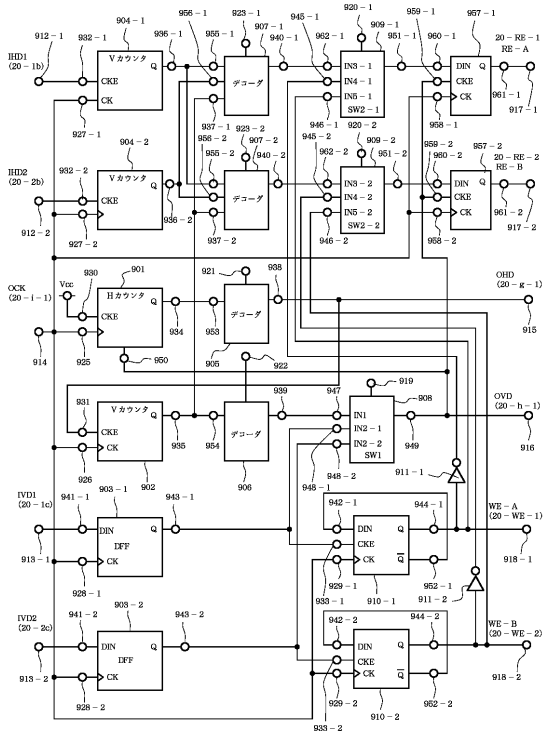 904-1
923-1
920-1
945-1
959-1
957-1
956-1
907-1
909-1
912-1
932-1
Vカウンタ
936-1
955-1
940-1
962-1
951-1
960-1
20-RE-1
RE-A
IHD1
(20-1b)
Q
CKE
CK
デコーダ
IN3-1
IN4-1
IN5-1
SW2-1
DIN Q
CK
961-1
917-1
927-1
937-1
946-1
958-1
904-2
923-2
945-2
920-2
956-2
907-2
909-2
959-2
957-2
932-2
Vカウンタ
955-2
940-2
962-2
951-2
960-2
20-RE-2
RE-B
IHD2
(20-2b)
Q
CKE
CK
936-2
デコーダ
IN3-2
IN4-2
IN5-2
SW2-2
DIN Q
CK
961-2
917-2
912-2
927-2
937-2
946-2
958-2
OCK
(20-i-1)
Vcc
930
901
Hカウンタ
921
938
OHD
(20-g-1)
Q
CKE
914
925
950
934
953
デコーダ
905
922
915
931
Vカウンタ
919
939
947
908
OVD
(20-h-1)
Q
CKE
935
954
デコーダ
IN1
IN2-1
IN2-2
SW1
949
916
926
902
906
948-1
948-2
911-1
IVD1
(20-1c)
941-1
903-1
943-1
942-1
944-1
WE-A
(20-WE-1)
DIN Q
DFF
CK
DIN Q
CKE
CK Q
913-1
928-1
929-1
933-1
910-1
952-1
911-2
918-1
IVD2
(20-2c)
941-2
903-2
943-2
942-2
944-2
WE-B
(20-WE-2)
DIN Q
DFF
CK
DIN Q
CKE
CK Q
913-2
928-2
929-2
933-2
910-2
952-2
918-2